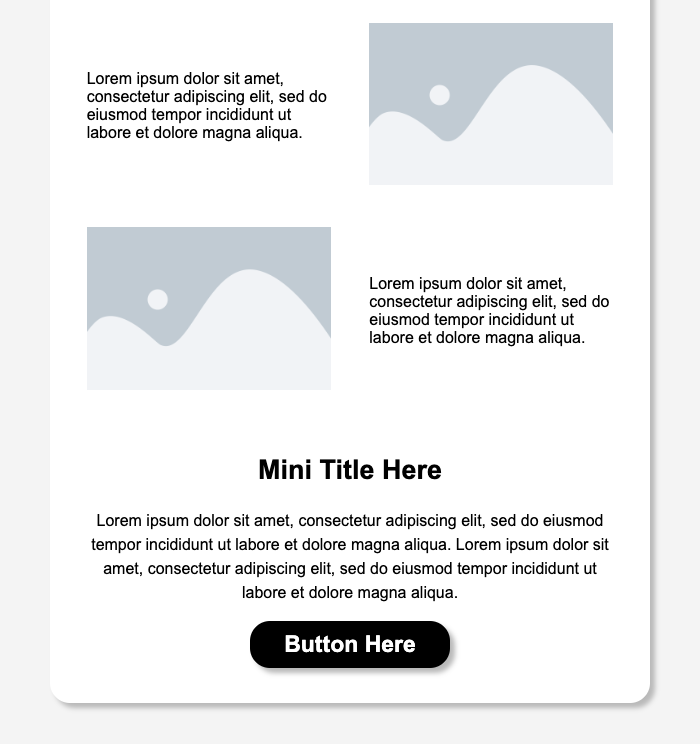 Lorem ipsum dolor sit amet,
consectetur adipiscing elit, sed do
eiusmod tempor incididunt ut
labore et dolore magna aliqua.
Lorem ipsum dolor sit amet,
consectetur adipiscing elit, sed do
eiusmod tempor incididunt ut
labore et dolore magna aliqua.
Mini Title Here
Lorem ipsum dolor sit amet, consectetur adipiscing elit, sed do eiusmod
tempor incididunt ut labore et dolore magna aliqua. Lorem ipsum dolor sit
amet, consectetur adipiscing elit, sed do eiusmod tempor incididunt ut
labore et dolore magna aliqua.
Button Here